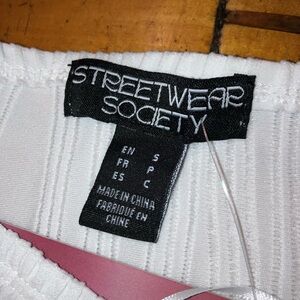 STREETWEAR
SOCIETY
EN S
FR P
ES C
MADE IN CHINA
FABRIQUÉ EN
CHINE